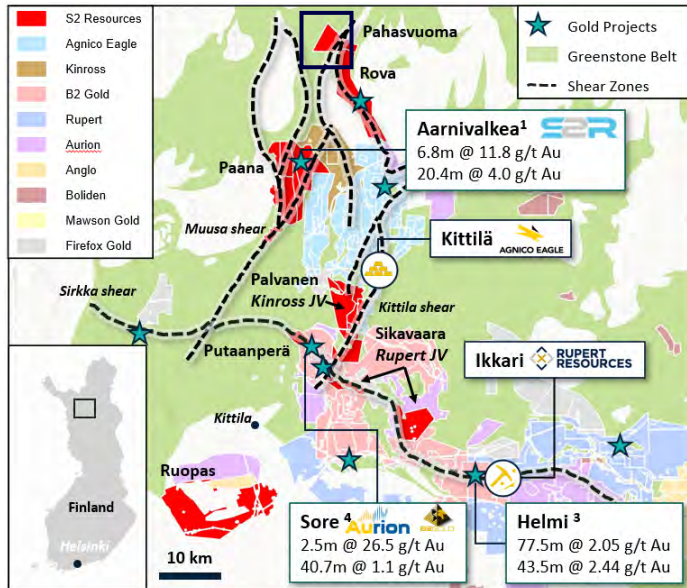 S2 Resources
Agnico Eagle
Kinross
B2 Gold
Rupert
Aurion
Anglo
Boliden
Mawson Gold
Firefox Gold
Pahasvuoma
Rova
Gold Projects
Greenstone Belt
Shear Zones
Aarnivalkea1 S2R
6.8m @ 11.8 g/t Au
20.4m @ 4.0 g/t Au
Paana
Muusa shear
Kittilä AGNICO EAGLE
Palvanen
Kinross JV
Kittila shear
Sirkka shear
Putaanperä
Sikavaara
Rupert JV
Ikkari RUPERT
RESOURCES
Kittila
Ruopas
Finland
Helsinki
10 km
Sore 4 Aurion B2GOLD
2.5m @ 26.5 g/t Au
40.7m @ 1.1 g/t Au
Helmi 3
77.5m @ 2.05 g/t Au
43.5m @ 2.44 g/t Au